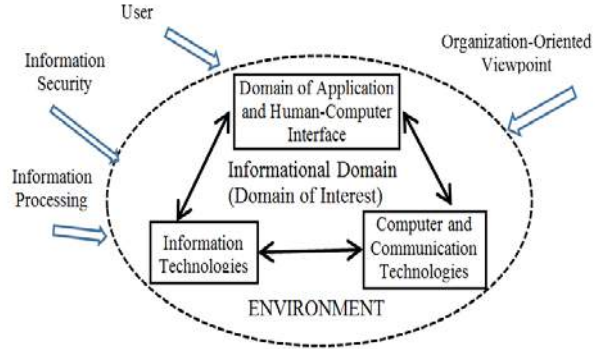 User
Organization-Oriented
Viewpoint
Information
Security
Domain of Application
and Human-Computer
Interface
Informational Domain
(Domain of Interest)
Information
Processing
Information
Technologies
Computer and
Communication
Technologies
ENVIRONMENT